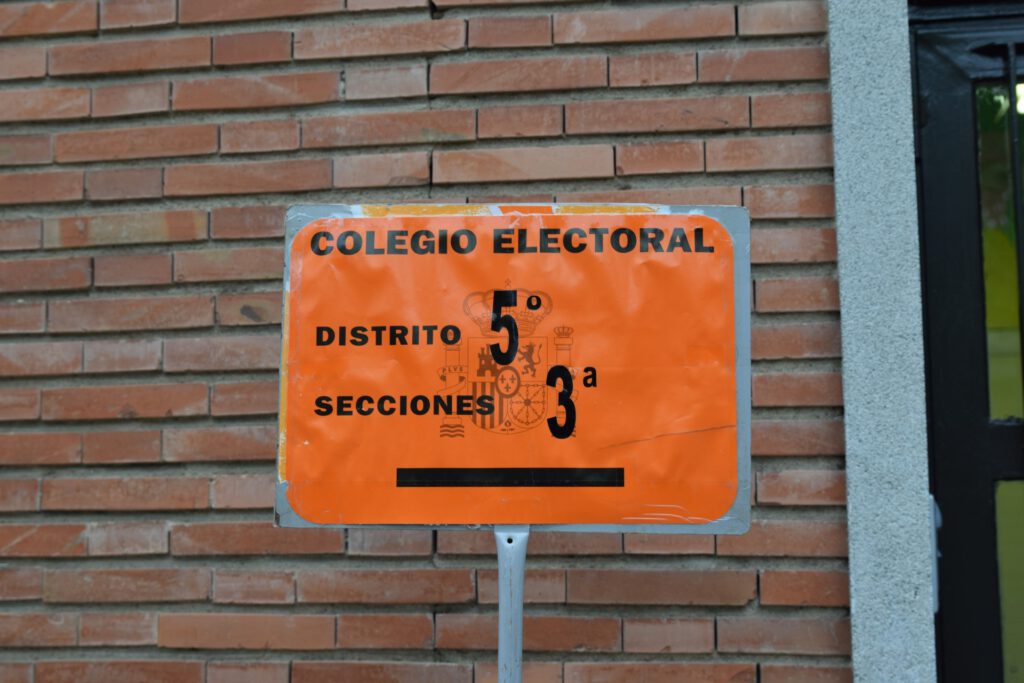 COLEGIO ELECTORAL
DISTRITO 5º
SECCIONES 3ª